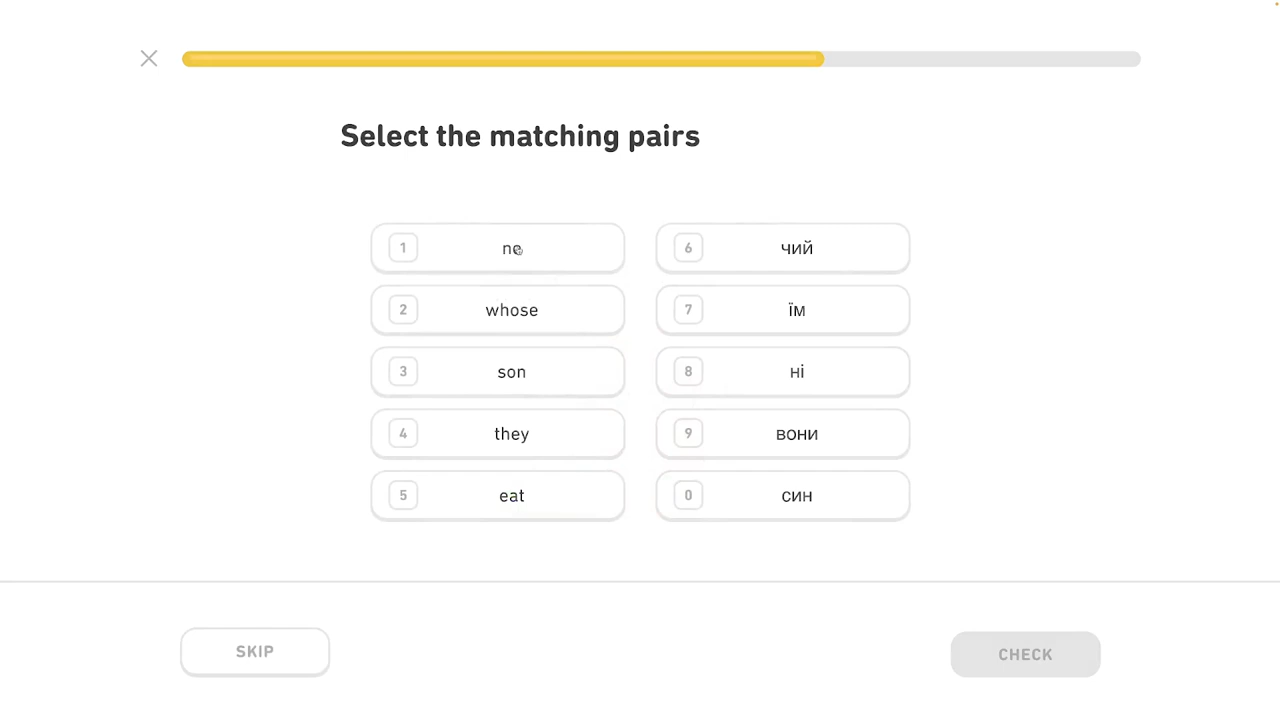 Select the matching pairs
1 ne
6 чий
2 whose
7 їм
3 son
8 ні
4 they
9 вони
5 eat
0 син
SKIP
CHECK